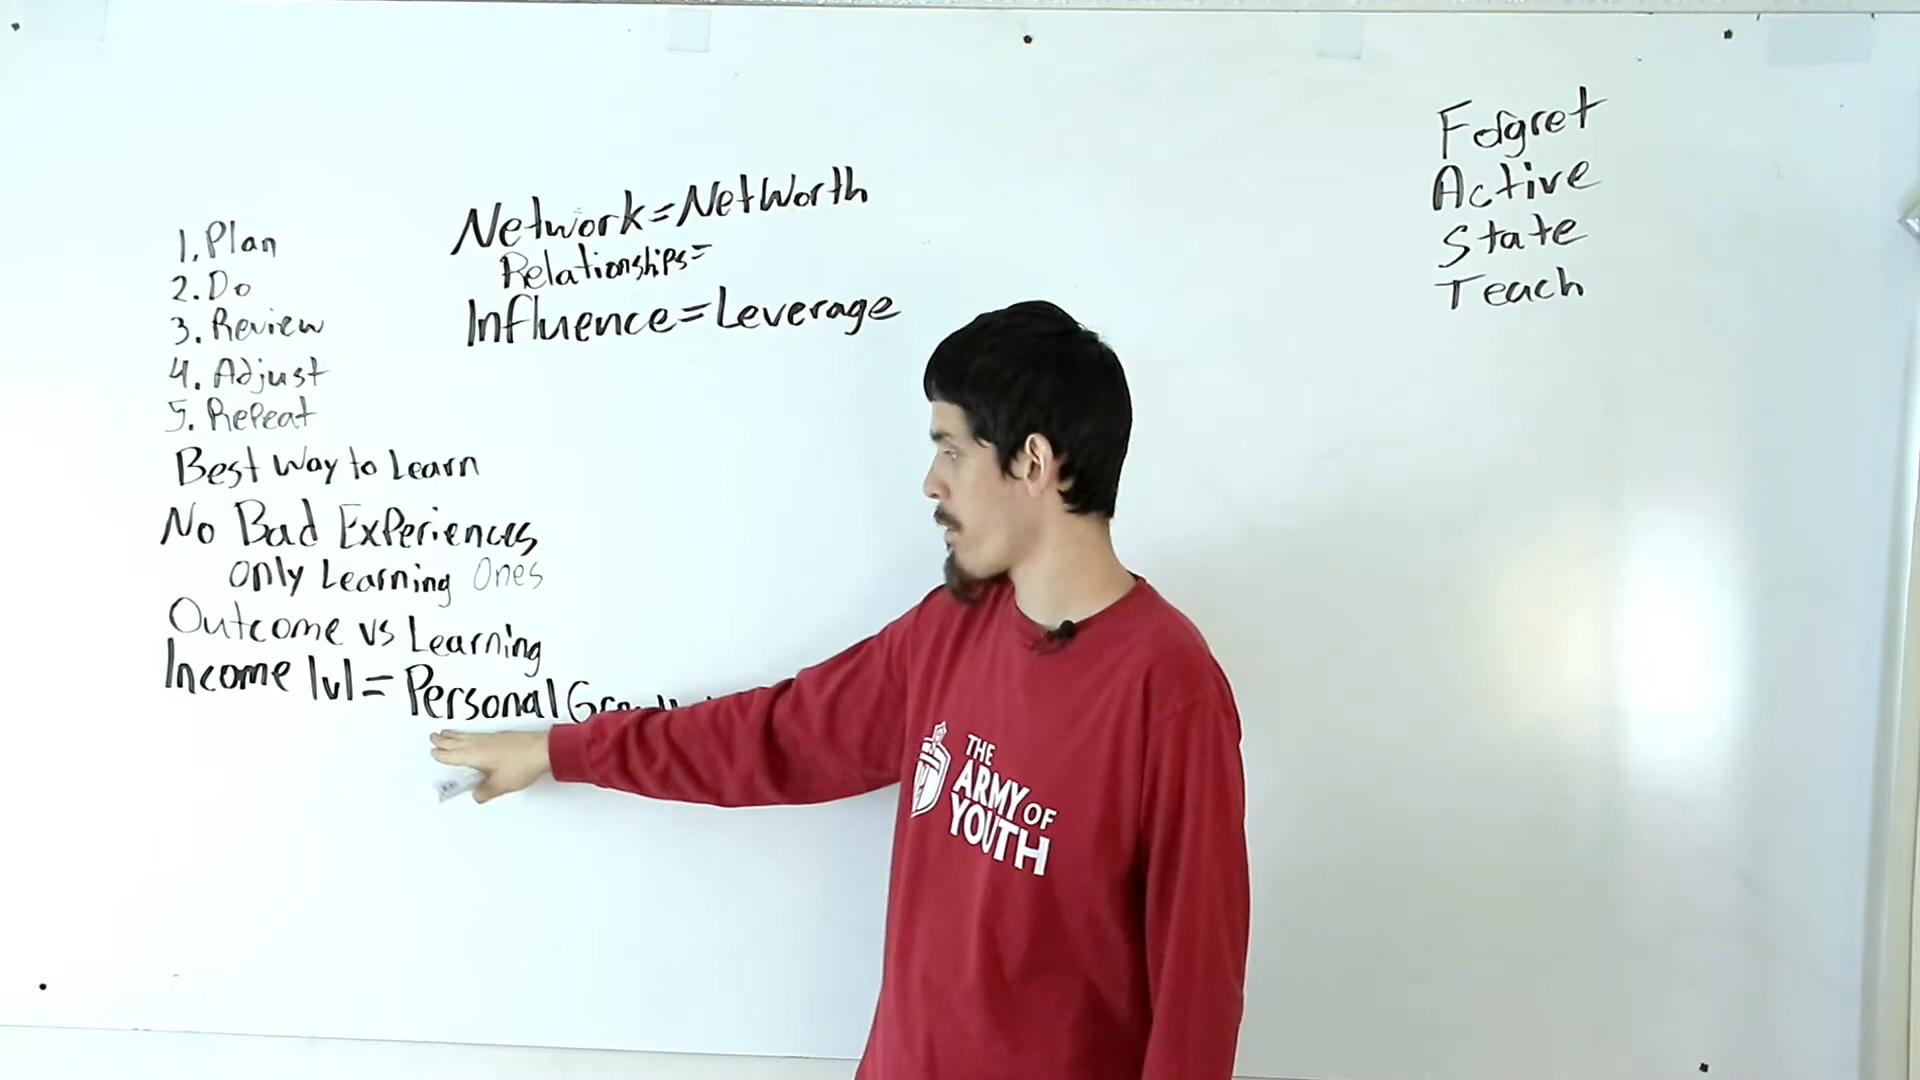 1. Plan
2. Do
3. Review
4. Adjust
5. Repeat
Best Way to Learn
No Bad Experiences
Only Learning Ones
Outcome vs Learning
Income lvl = Personal
Network = NetWorth
Relationships =
Influence = Leverage
Fofgret
Active
State
Teach
THE
ARMY OF
YOUTH